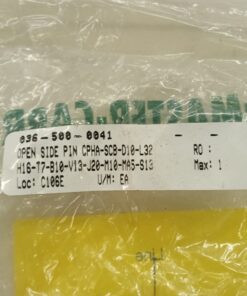 036-500-0041 - -
OPEN SIDE PIN CPHA-SCB-D10-L32 RO :
H16-T7-B10-V13-J20-M10-MA5-S13 Max: 1
Loc: C106E U/M: EA